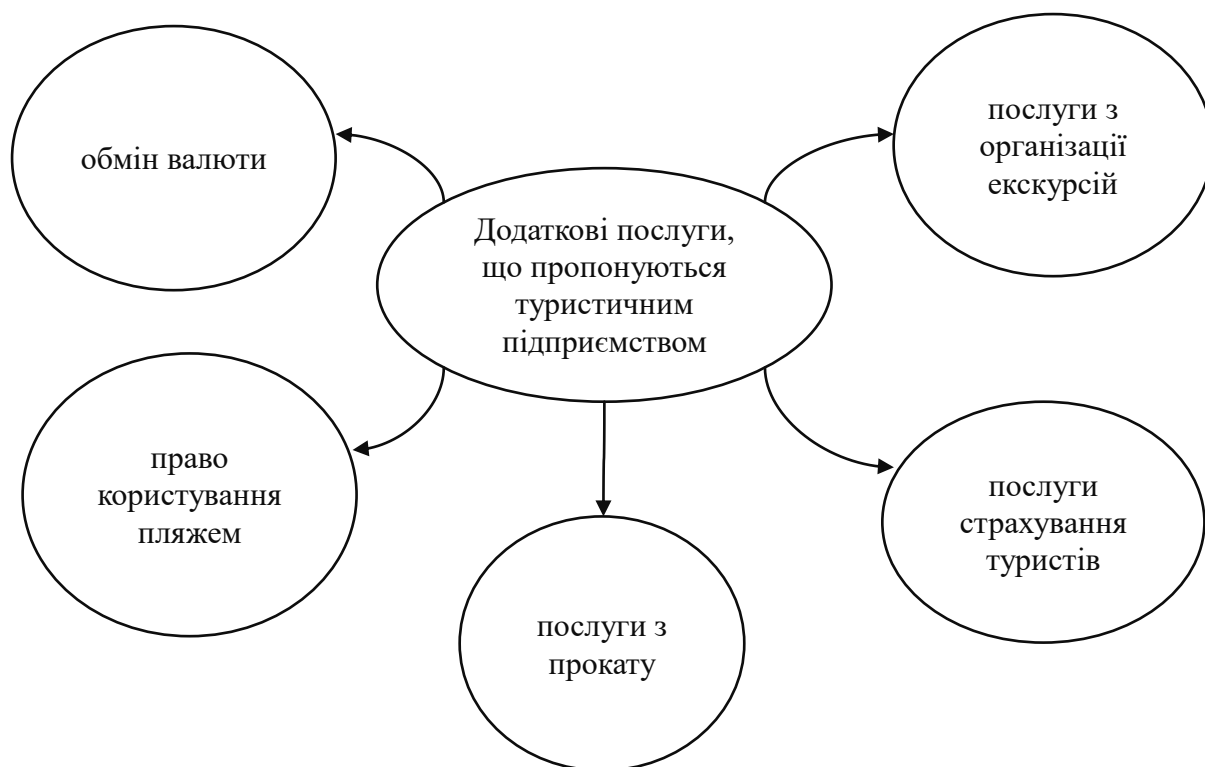 обмін валюти
послуги з
організації
екскурсій
Додаткові послуги,
що пропонуються
туристичним
підприємством
право
користування
пляжем
послуги
страхування
туристів
послуги з
прокату